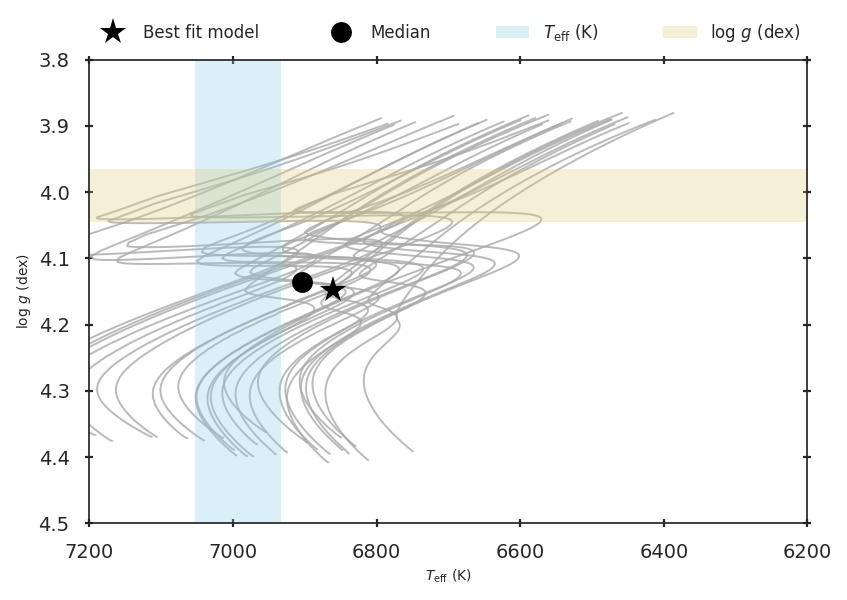 Best fit model Median T_eff (K) log g (dex)
3.8
3.9
4.0
4.1
4.2
4.3
4.4
4.5
log g (dex)
7200 7000 6800 6600 6400 6200
T_eff (K)